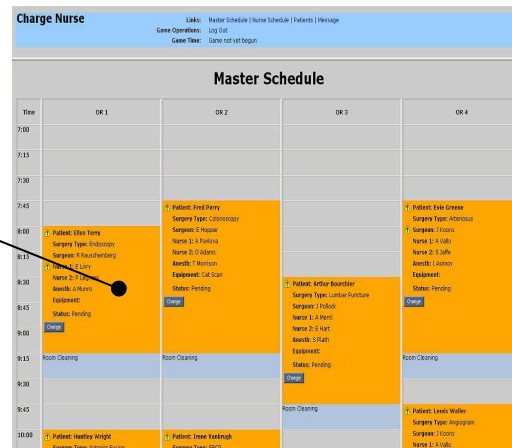 Charge Nurse
Links: Master Schedule | Nurse Schedule | Patients | Message
Game Operations: Log Out
Game Time: Game not yet begun
Master Schedule
Time OR 1 OR 2 OR 3 OR 4
7:00
7:15
7:30
7:45
8:00
8:15
8:30
8:45
9:00
9:15
9:30
9:45
10:00
Patient: Ellen Terry
Surgery Type: Endoscopy
Surgeon: R Rauschenberg
Nurse 1: E Livry
Nurse 2: P
Anesth: A Munro
Equipment:
Status: Pending
Change
Room Cleaning
Patient: Huntley Wright
Patient: Fred Perry
Surgery Type: Colonoscopy
Surgeon: E Hopper
Nurse 1: A Pavlova
Nurse 2: D Adams
Anesth: T Morrison
Equipment: Cat Scan
Status: Pending
Change
Room Cleaning
Patient: Irene Vanbrugh
Surgery Type: ERCP
Patient: Arthur Bourchier
Surgery Type: Lumbar Puncture
Surgeon: J Pollock
Nurse 1: A Merril
Nurse 2: E Hart
Anesth: S Plath
Equipment:
Status: Pending
Change
Room Cleaning
Patient: Evie Greene
Surgery Type: Arteriosus
Surgeon: J Koons
Nurse 1: A Vallo
Nurse 2: S Jaffe
Anesth: I Asimov
Equipment:
Status: Pending
Change
Room Cleaning
Patient: Lewis Waller
Surgery Type: Angiogram
Surgeon: J Koons
Nurse 1: A Vallo